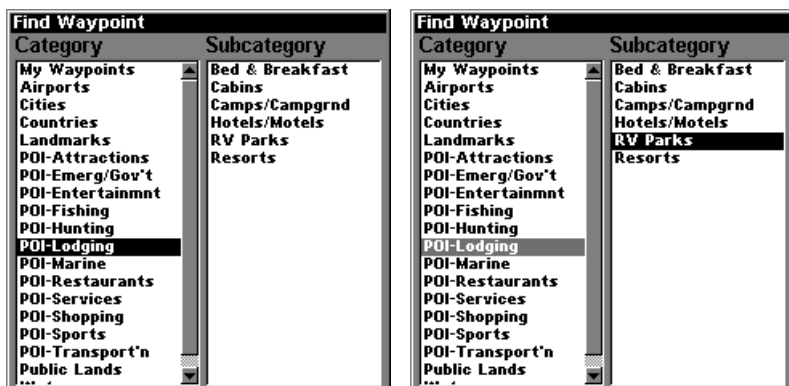 Find Waypoint
Category
My Waypoints
Airports
Cities
Countries
Landmarks
POI-Attractions
POI-Emerg/Gov't
POI-Entertainmnt
POI-Fishing
POI-Hunting
POI-Lodging
POI-Marine
POI-Restaurants
POI-Services
POI-Shopping
POI-Sports
POI-Transport'n
Public Lands
Subcategory
Bed & Breakfast
Cabins
Camps/Campgrnd
Hotels/Motels
RV Parks
Resorts
Find Waypoint
Category
My Waypoints
Airports
Cities
Countries
Landmarks
POI-Attractions
POI-Emerg/Gov't
POI-Entertainmnt
POI-Fishing
POI-Hunting
POI-Lodging
POI-Marine
POI-Restaurants
POI-Services
POI-Shopping
POI-Sports
POI-Transport'n
Public Lands
Subcategory
Bed & Breakfast
Cabins
Camps/Campgrnd
Hotels/Motels
RV Parks
Resorts